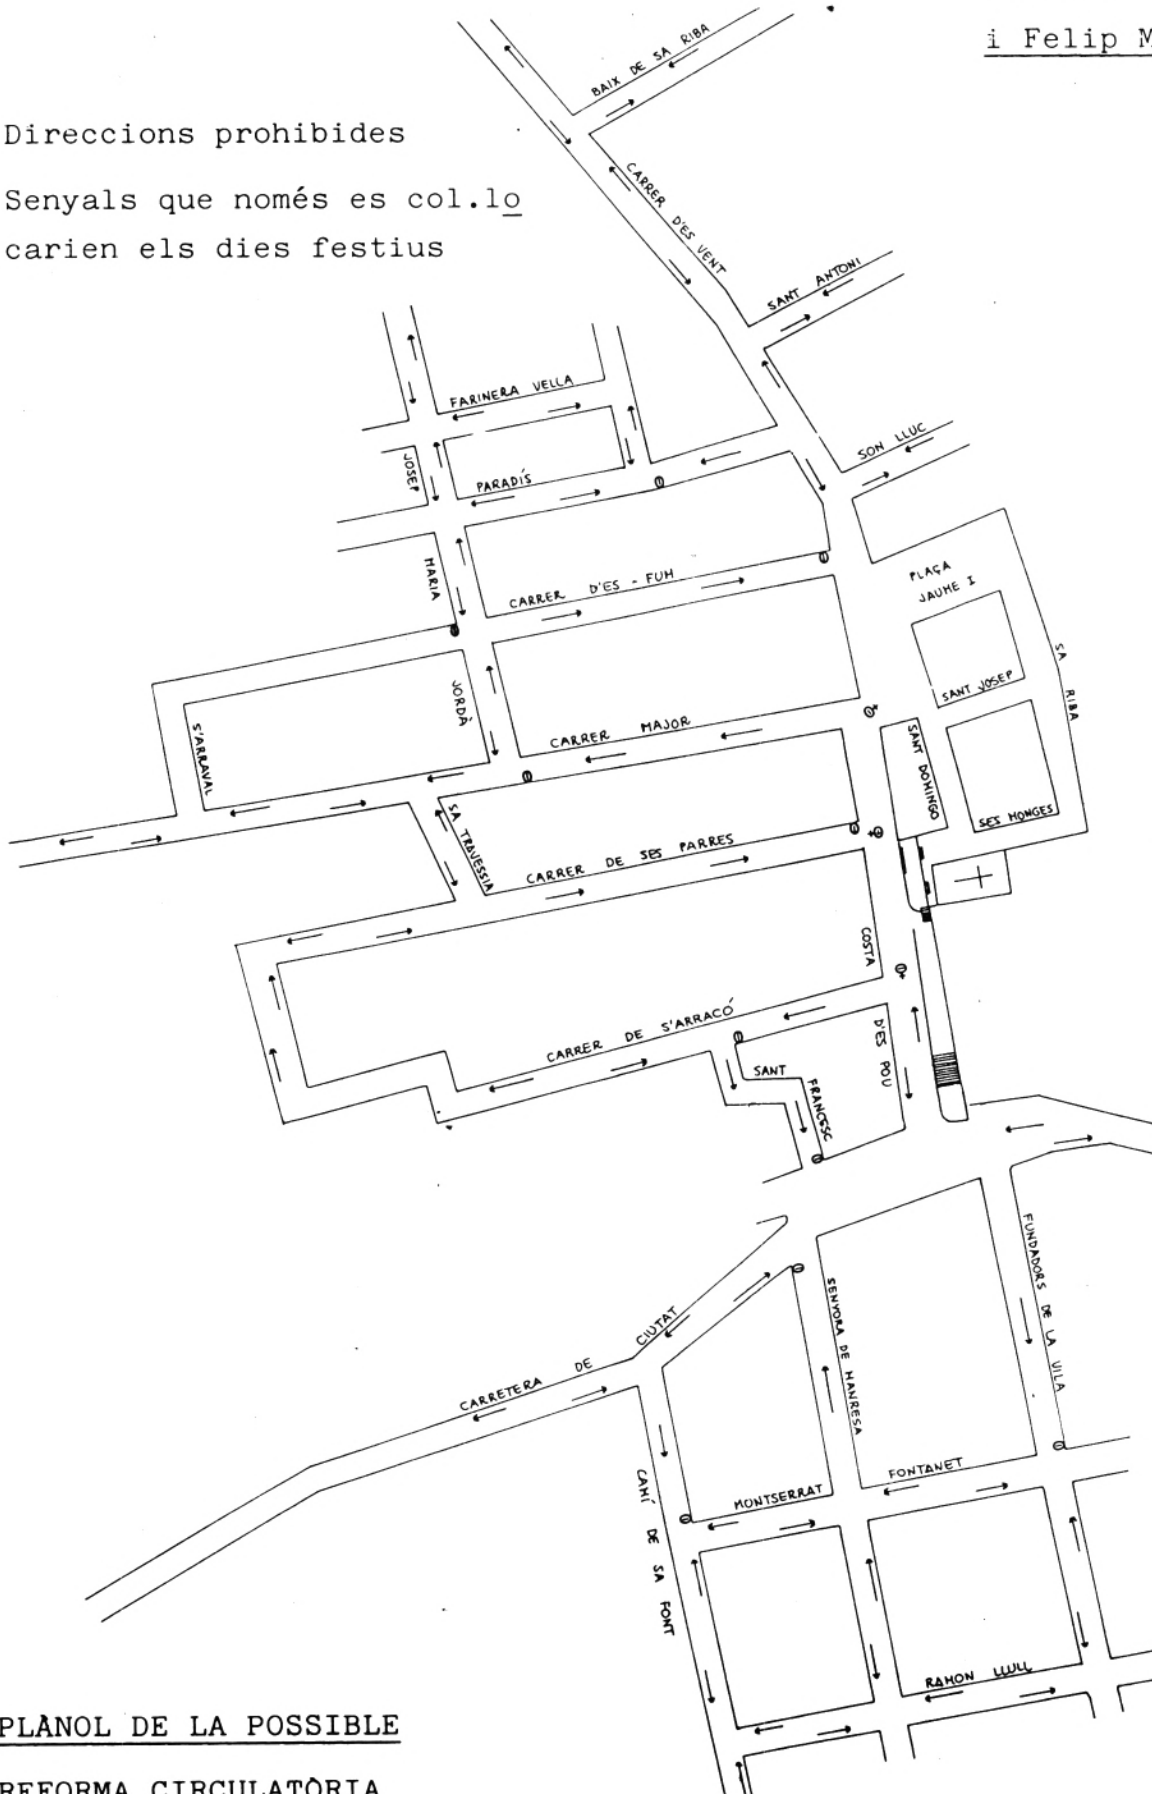 i Felip M
Direccions prohibides
Senyals que només es col.lo
carien els dies festius
BAIX DE SA RIBA
CARRER D'ES VENT
SANT ANTONI
FARINERA VELLA
SON LLUC
JOSEP
PARADÍS
MARIA
CARRER D'ES - FUM
PLAÇA
JAUME I
SA RIBA
SANT JOSEP
JORDÀ
S'ARRAVAL
CARRER MAJOR
SANT DOMINGO
SES MONGES
SA TRAVESSIA
CARRER DE SES PARRES
COSTA
D'ES POU
CARRER DE S'ARRACÓ
SANT
FRANCESC
FUNDADORS DE LA VILA
SENYORA DE MANRESA
CARRETERA DE CIUTAT
CAMÍ DE SA FONT
MONTSERRAT
FONTANET
RAMON LLULL
PLÀNOL DE LA POSSIBLE
REFORMA CIRCULATÒRIA